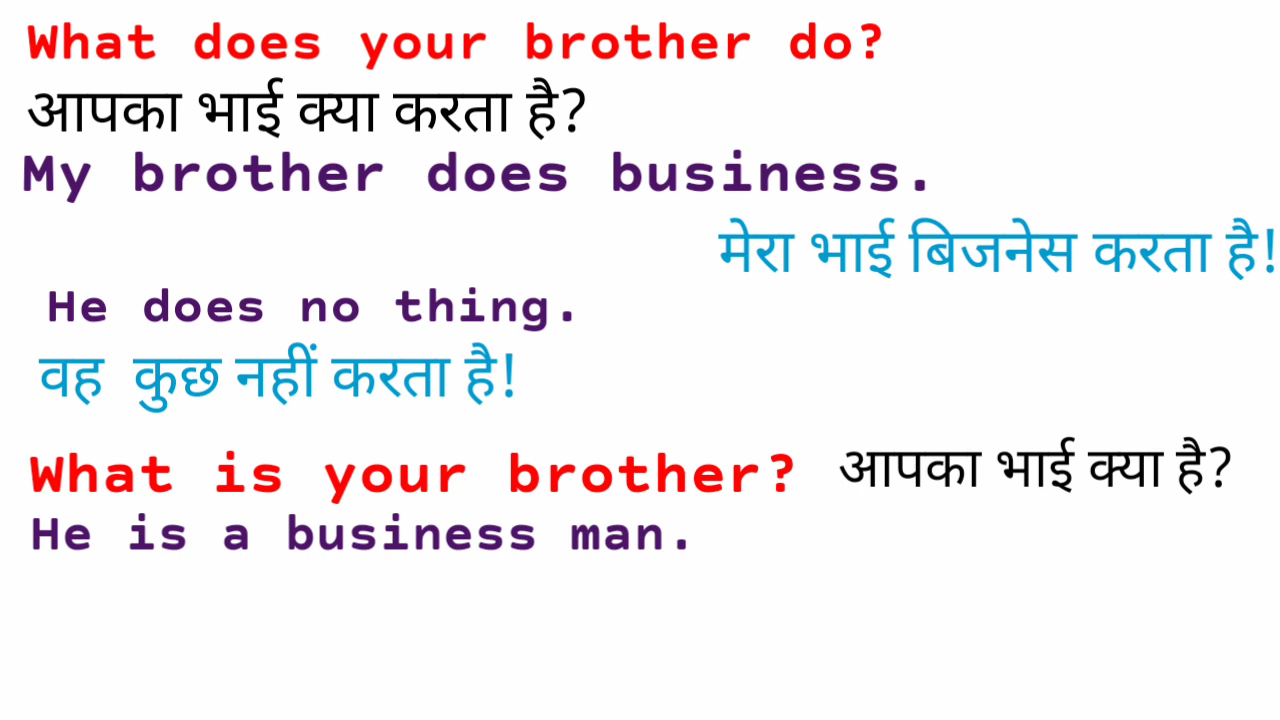 What does your brother do?
आपका भाई क्या करता है?
My brother does business.
मेरा भाई बिजनेस करता है!
He does no thing.
वह  कुछ नहीं करता है!
What is your brother? आपका भाई क्या है?
He is a business man.